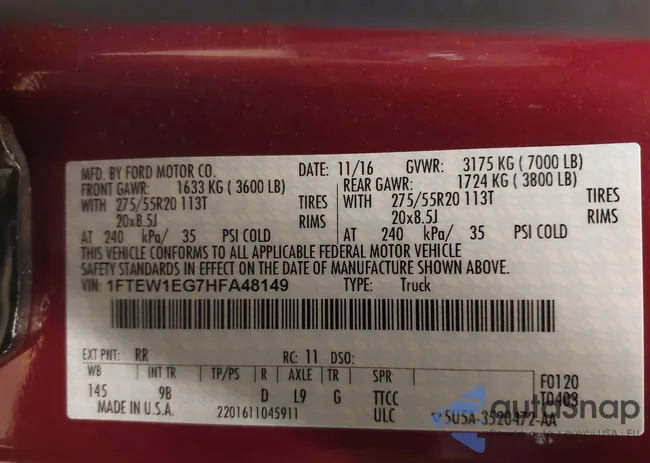 MFD. BY FORD MOTOR CO. DATE: 11/16 GVWR: 3175 KG ( 7000 LB)
FRONT GAWR: 1633 KG ( 3600 LB) REAR GAWR: 1724 KG ( 3800 LB)
WITH 275/55R20 113T TIRES WITH 275/55R20 113T TIRES
20x8.5J RIMS 20x8.5J RIMS
AT 240 kPa/ 35 PSI COLD AT 240 kPa/ 35 PSI COLD
THIS VEHICLE CONFORMS TO ALL APPLICABLE FEDERAL MOTOR VEHICLE
SAFETY STANDARDS IN EFFECT ON THE DATE OF MANUFACTURE SHOWN ABOVE.
VIN: 1FTEW1EG7HFA48149 TYPE: Truck
EXT PNT: RR RC: 11 DSO:
WB INT TR TP/PS R AXLE TR SPR F0120
145 9B D L9 G TTCC T0403
MADE IN U.S.A. 2201611045911 ULC 5U5A-3520472-AA
autosnap